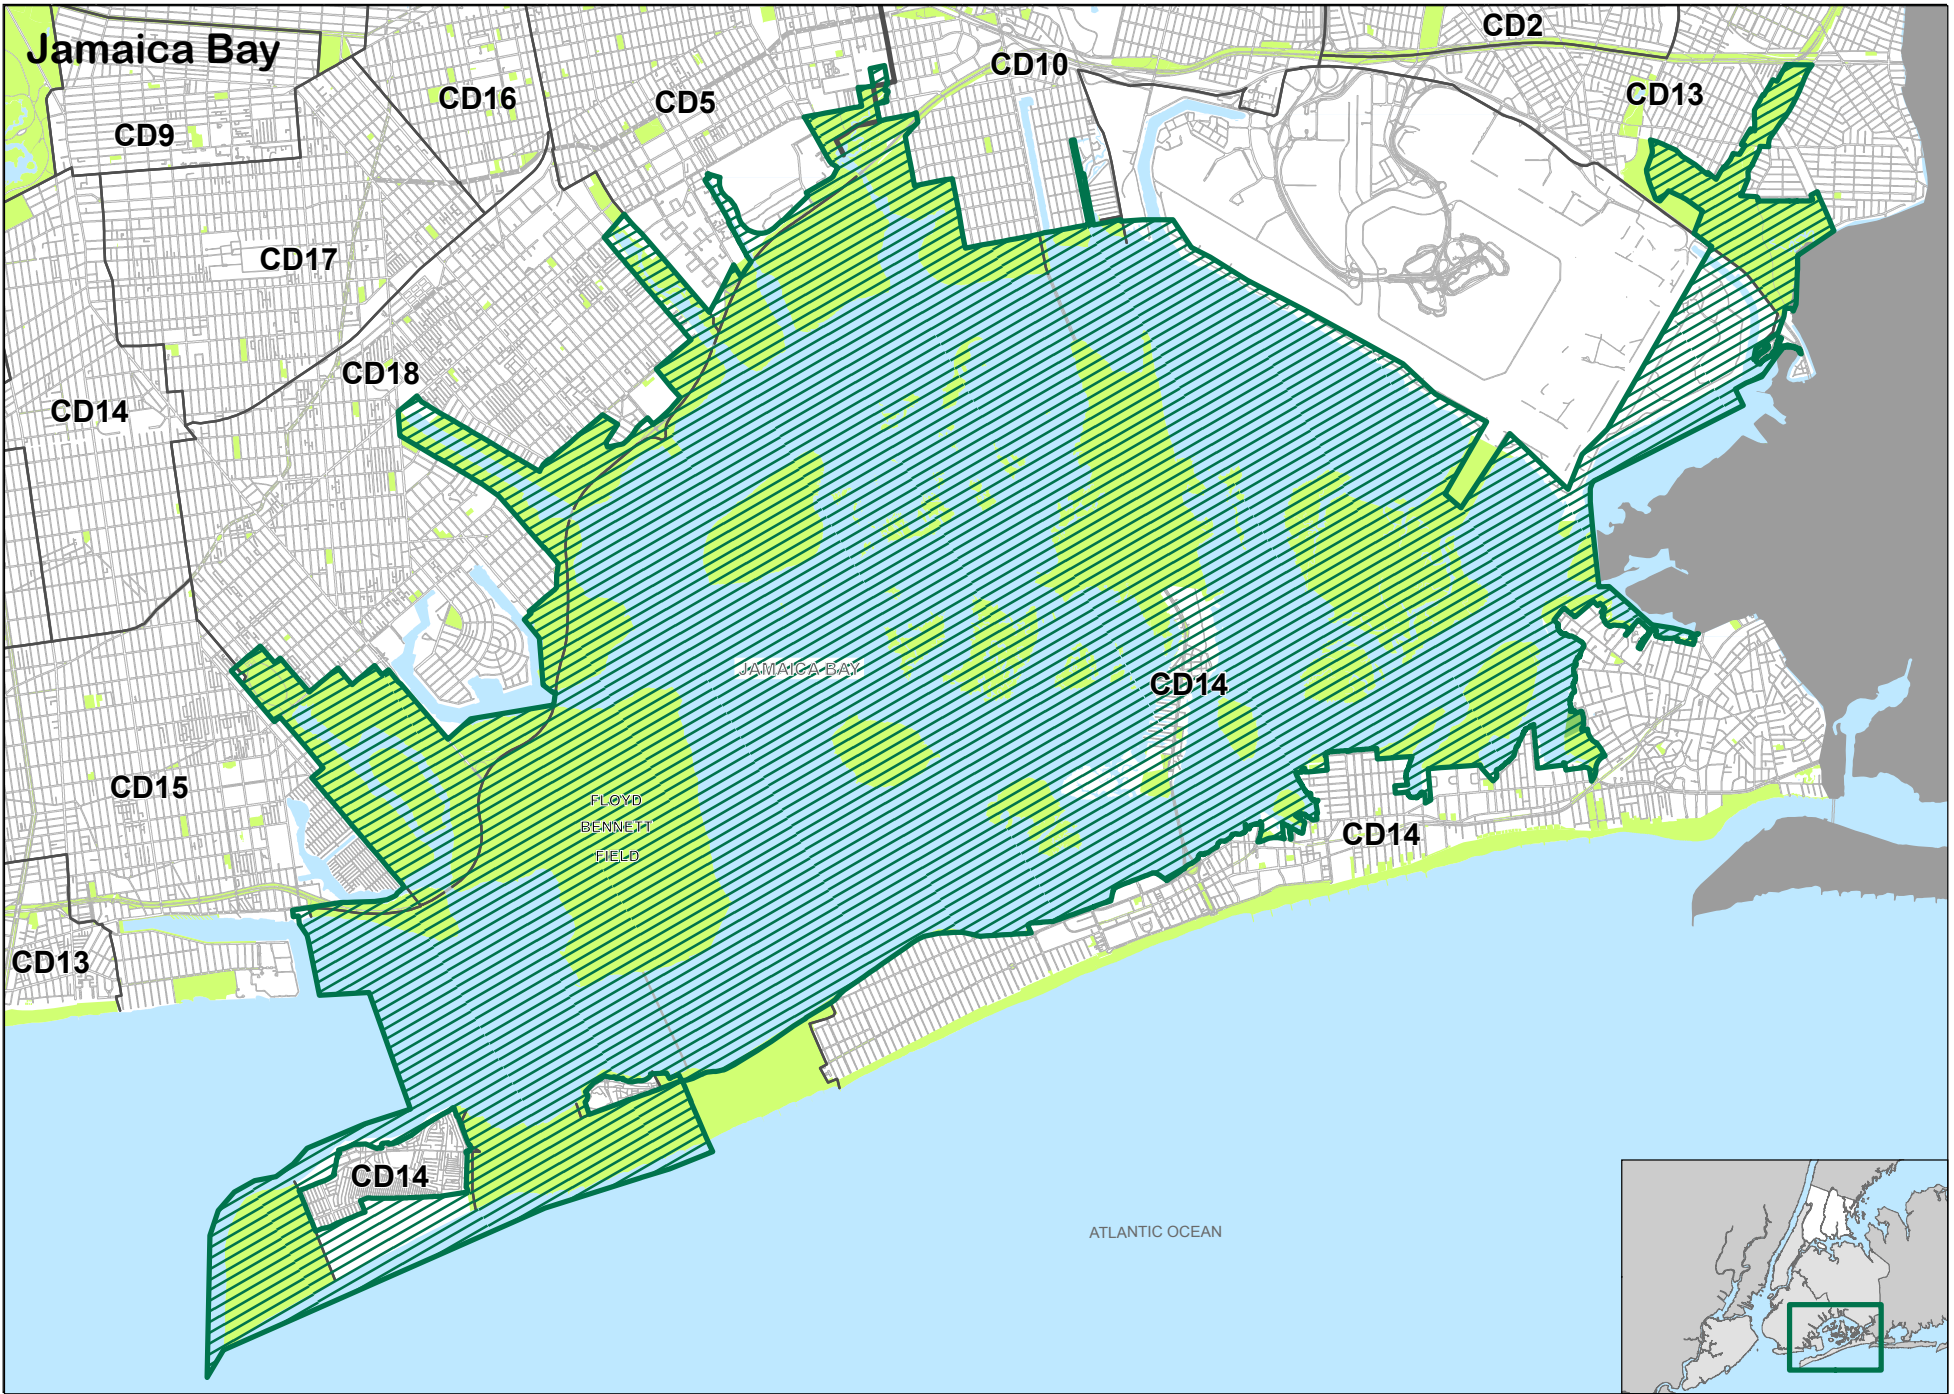 Jamaica Bay
CD2
CD10
CD13
CD16
CD5
CD9
CD17
CD18
CD14
JAMAICA BAY
CD14
CD15
FLOYD
BENNETT
FIELD
CD14
CD13
CD14
ATLANTIC OCEAN